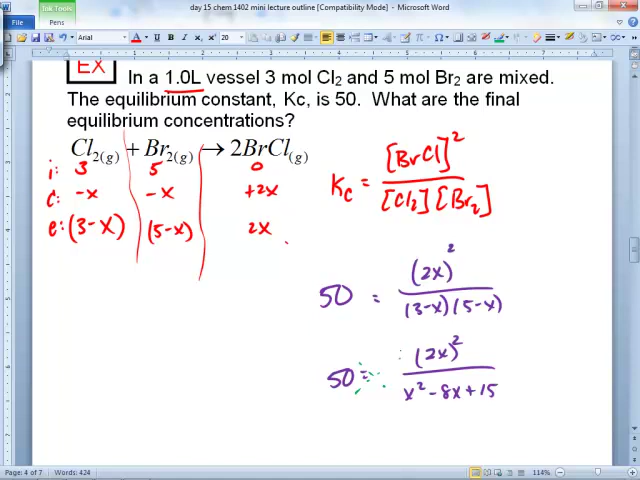 Ink Tools
day 15 chem 1402 mini lecture outline [Compatibility Mode] - Microsoft Word
File
Pens
Arial
20
EX
In a 1.0L vessel 3 mol Cl₂ and 5 mol Br₂ are mixed.
The equilibrium constant, Kc, is 50. What are the final
equilibrium concentrations?
Cl₂(g) + Br₂(g) → 2BrCl(g)
i: 3 5 0
c: -x -x +2x
e: (3-x) (5-x) 2x
Kc = [BrCl]² / [Cl₂][Br₂]
50 = (2x)² / (3-x)(5-x)
50 = (2x)² / x² - 8x + 15
Page: 4 of 7 Words: 424 114%